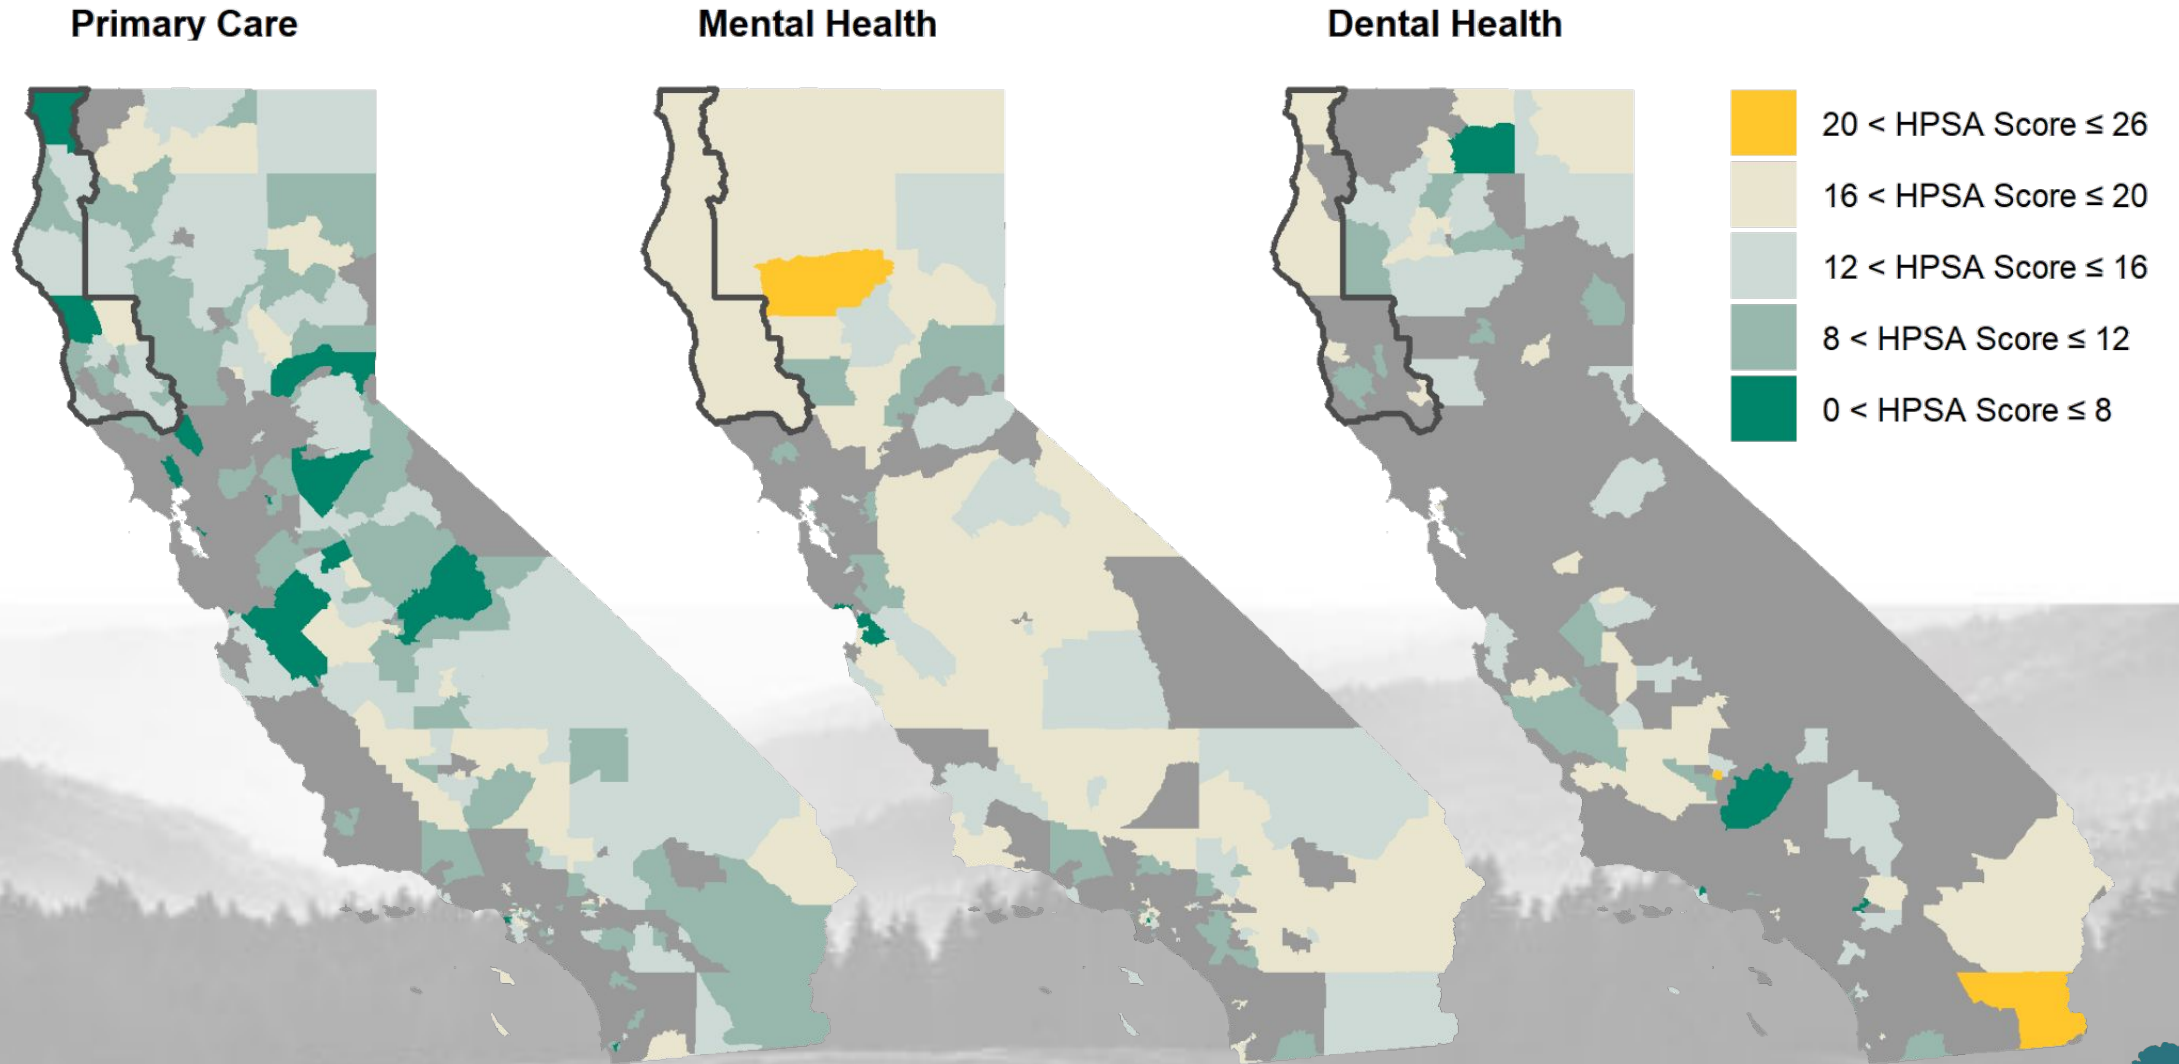 Primary Care
Mental Health
Dental Health
20 < HPSA Score ≤ 26
16 < HPSA Score ≤ 20
12 < HPSA Score ≤ 16
8 < HPSA Score ≤ 12
0 < HPSA Score ≤ 8